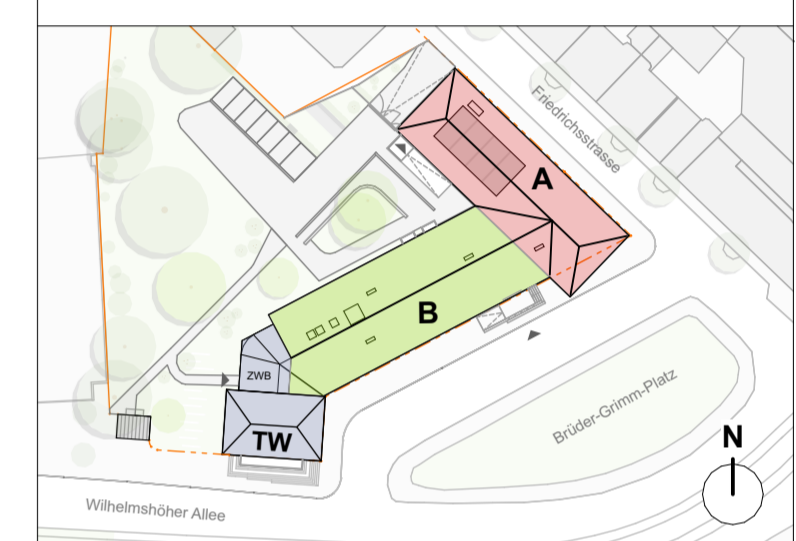 Friedrichsstrasse
A
B
ZWB
TW
Brüder-Grimm-Platz
N
Wilhelmshöher Allee